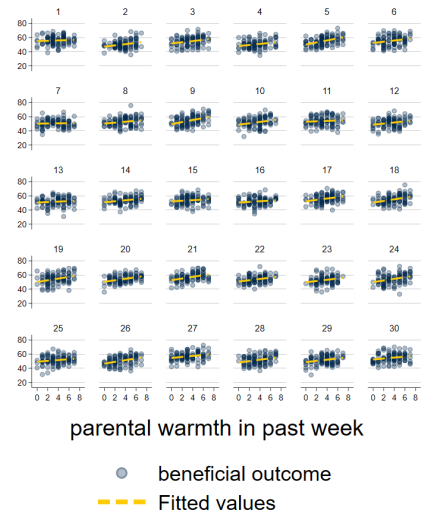 1 2 3 4 5 6
80
60
40
20
7 8 9 10 11 12
80
60
40
20
13 14 15 16 17 18
80
60
40
20
19 20 21 22 23 24
80
60
40
20
25 26 27 28 29 30
80
60
40
20
0 2 4 6 8 0 2 4 6 8 0 2 4 6 8 0 2 4 6 8 0 2 4 6 8 0 2 4 6 8
parental warmth in past week
beneficial outcome
Fitted values